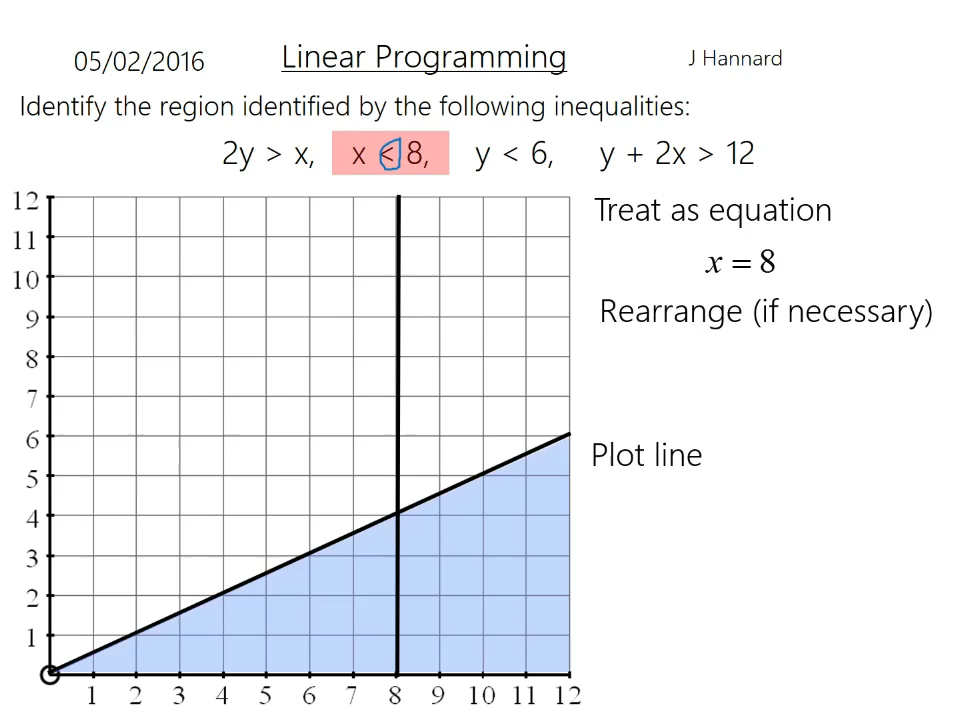 05/02/2016 Linear Programming J Hannard
Identify the region identified by the following inequalities:
2y > x, x < 8, y < 6, y + 2x > 12
12
11
10
9
8
7
6
5
4
3
2
1
1 2 3 4 5 6 7 8 9 10 11 12
Treat as equation
x = 8
Rearrange (if necessary)
Plot line